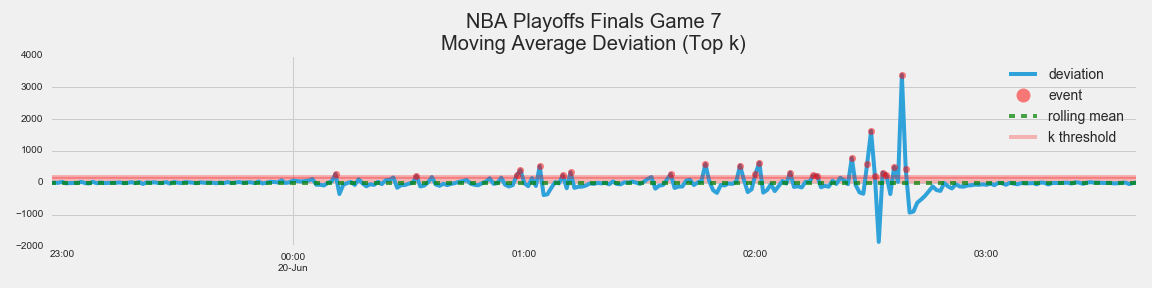 NBA Playoffs Finals Game 7
Moving Average Deviation (Top k)
4000
3000
2000
1000
0
−1000
−2000
23:00
00:00
20-Jun
01:00
02:00
03:00
deviation
event
rolling mean
k threshold